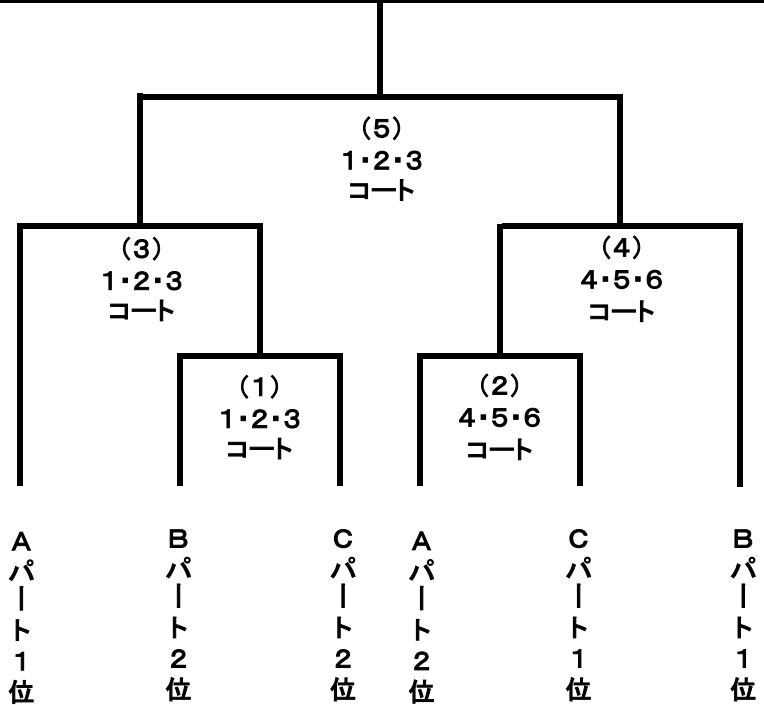 （５）
１・２・３
コート
（３）
１・２・３
コート
（４）
４・５・６
コート
（１）
１・２・３
コート
（２）
４・５・６
コート
Aパート１位
Bパート２位
Cパート２位
Aパート２位
Cパート１位
Bパート１位